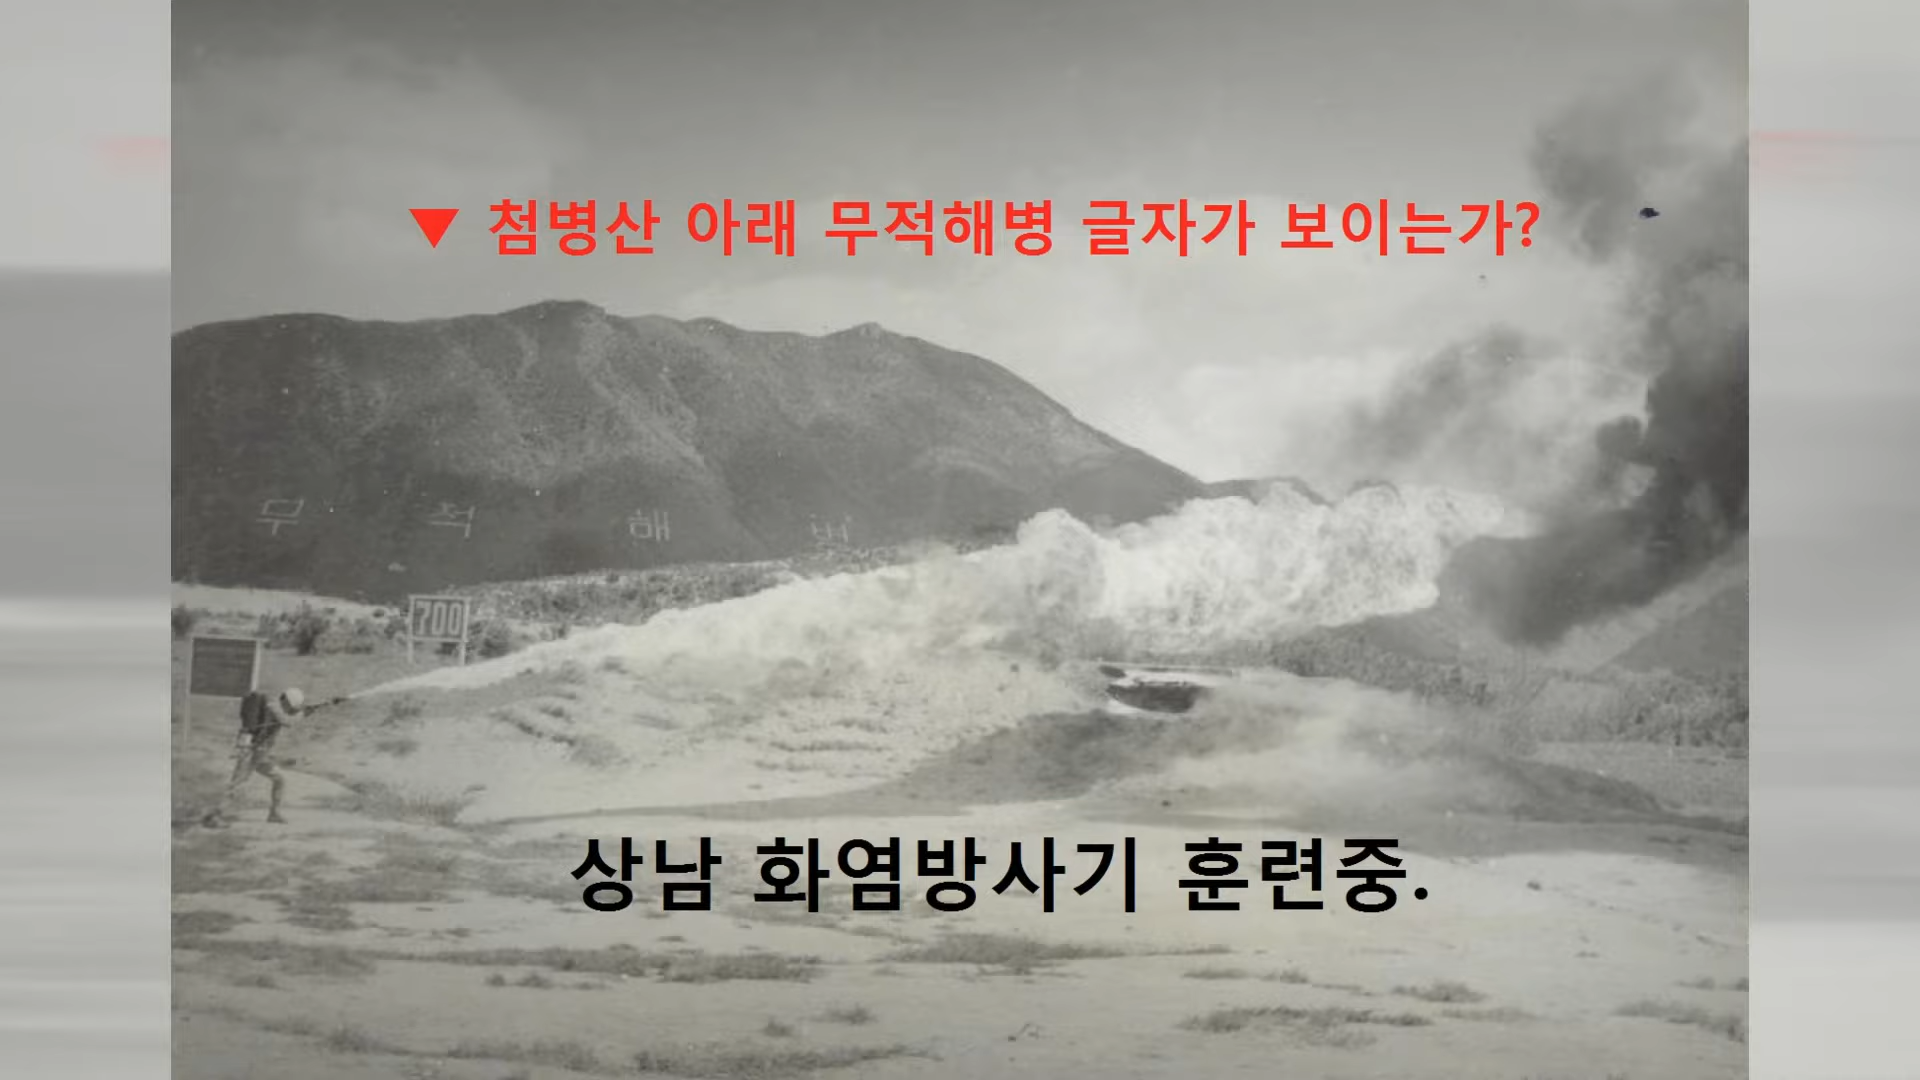 ▼ 첨병산 아래 무적해병 글자가 보이는가?
무 적 해 병
700
상남 화염방사기 훈련중.